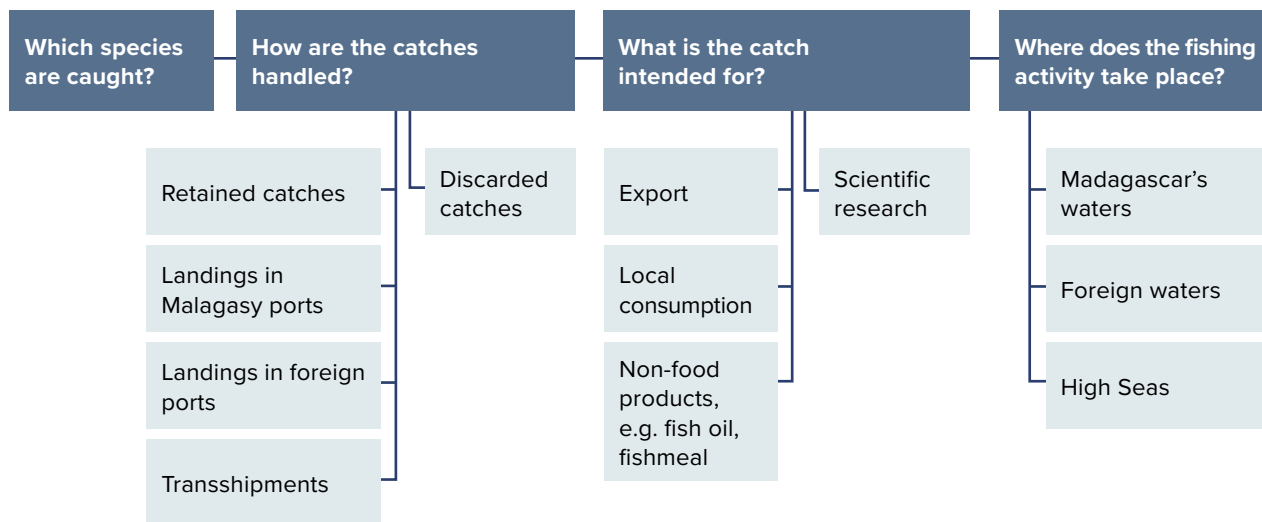 Which species
are caught?
How are the catches
handled?
What is the catch
intended for?
Where does the fishing
activity take place?
Retained catches
Discarded
catches
Landings in
Malagasy ports
Landings in foreign
ports
Transshipments
Export
Scientific
research
Local
consumption
Non-food
products,
e.g. fish oil,
fishmeal
Madagascar’s
waters
Foreign waters
High Seas